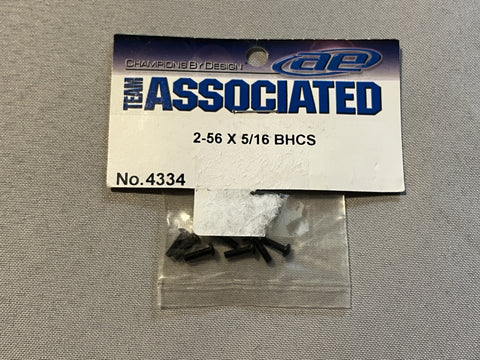 CHAMPIONS BY DESIGN
ae
TEAM
ASSOCIATED
2-56 X 5/16 BHCS
No.4334